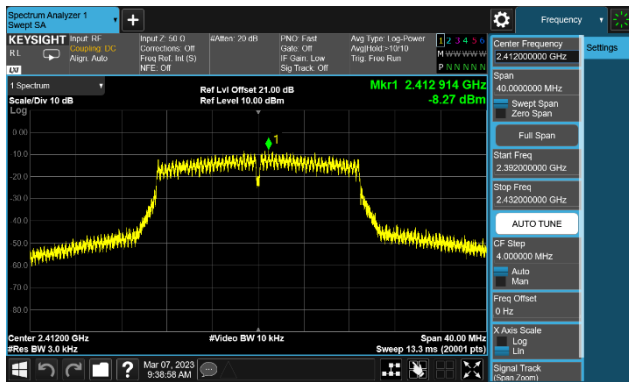 Spectrum Analyzer 1
Swept SA
Frequency
KEYSIGHT
RL
LXI
Input: RF
Coupling: DC
Align: Auto
Input Z: 50 Ω
Corrections: Off
Freq Ref: Int (S)
NFE: Off
#Atten: 20 dB
PNO: Fast
Gate: Off
IF Gain: Low
Sig Track: Off
Avg Type: Log-Power
Avg|Hold:>10/10
Trig: Free Run
1 2 3 4 5 6
M W W W W W
P N N N N N
Center Frequency
2.412000000 GHz
Settings
1 Spectrum
Scale/Div 10 dB
Log
Ref Lvl Offset 21.00 dB
Ref Level 10.00 dBm
Mkr1 2.412 914 GHz
-8.27 dBm
1
0.00
-10.0
-20.0
-30.0
-40.0
-50.0
-60.0
-70.0
-80.0
Span
40.0000000 MHz
Swept Span
Zero Span
Full Span
Start Freq
2.392000000 GHz
Stop Freq
2.432000000 GHz
AUTO TUNE
CF Step
4.000000 MHz
Auto
Man
Freq Offset
0 Hz
X Axis Scale
Log
Lin
Signal Track
(Span Zoom)
Center 2.41200 GHz
#Res BW 3.0 kHz
#Video BW 10 kHz
Span 40.00 MHz
Sweep 13.3 ms (20001 pts)
?
Mar 07, 2023
9:38:58 AM